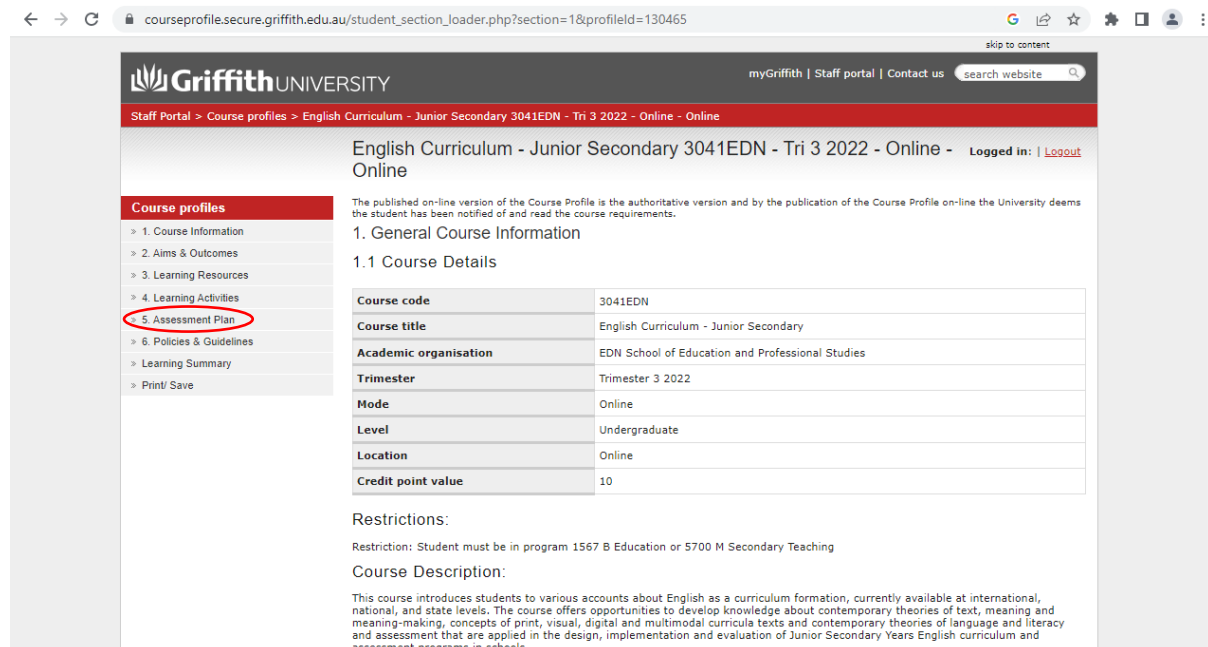 courseprofile.secure.griffith.edu.au/student_section_loader.php?section=1&profileId=130465
skip to content
Griffith UNIVERSITY
myGriffith | Staff portal | Contact us
search website
Staff Portal > Course profiles > English Curriculum - Junior Secondary 3041EDN - Tri 3 2022 - Online - Online
English Curriculum - Junior Secondary 3041EDN - Tri 3 2022 - Online -
Online
Logged in: | Logout
Course profiles
» 1. Course Information
» 2. Aims & Outcomes
» 3. Learning Resources
» 4. Learning Activities
» 5. Assessment Plan
» 6. Policies & Guidelines
» Learning Summary
» Print/ Save
The published on-line version of the Course Profile is the authoritative version and by the publication of the Course Profile on-line the University deems
the student has been notified of and read the course requirements.
1. General Course Information
1.1 Course Details
Course code 3041EDN
Course title English Curriculum - Junior Secondary
Academic organisation EDN School of Education and Professional Studies
Trimester Trimester 3 2022
Mode Online
Level Undergraduate
Location Online
Credit point value 10
Restrictions:
Restriction: Student must be in program 1567 B Education or 5700 M Secondary Teaching
Course Description:
This course introduces students to various accounts about English as a curriculum formation, currently available at international,
national, and state levels. The course offers opportunities to develop knowledge about contemporary theories of text, meaning and
meaning-making, concepts of print, visual, digital and multimodal curricula texts and contemporary theories of language and literacy
and assessment that are applied in the design, implementation and evaluation of Junior Secondary Years English curriculum and
assessment programs in schools